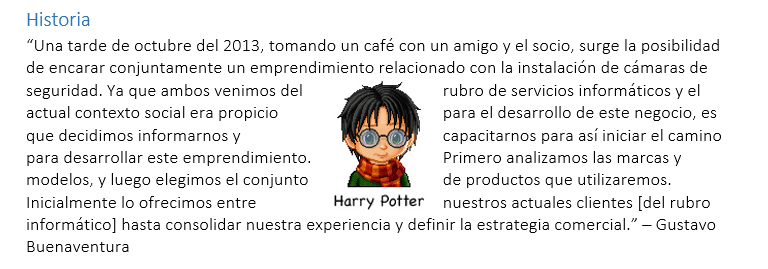 Historia
“Una tarde de octubre del 2013, tomando un café con un amigo y el socio, surge la posibilidad
de encarar conjuntamente un emprendimiento relacionado con la instalación de cámaras de
seguridad. Ya que ambos venimos del rubro de servicios informáticos y el
actual contexto social era propicio para el desarrollo de este negocio, es
que decidimos informarnos y capacitarnos para así iniciar el camino
para desarrollar este emprendimiento. Primero analizamos las marcas y
modelos, y luego elegimos el conjunto de productos que utilizaremos.
Inicialmente lo ofrecimos entre nuestros actuales clientes [del rubro
informático] hasta consolidar nuestra experiencia y definir la estrategia comercial.” – Gustavo
Buenaventura
Harry Potter